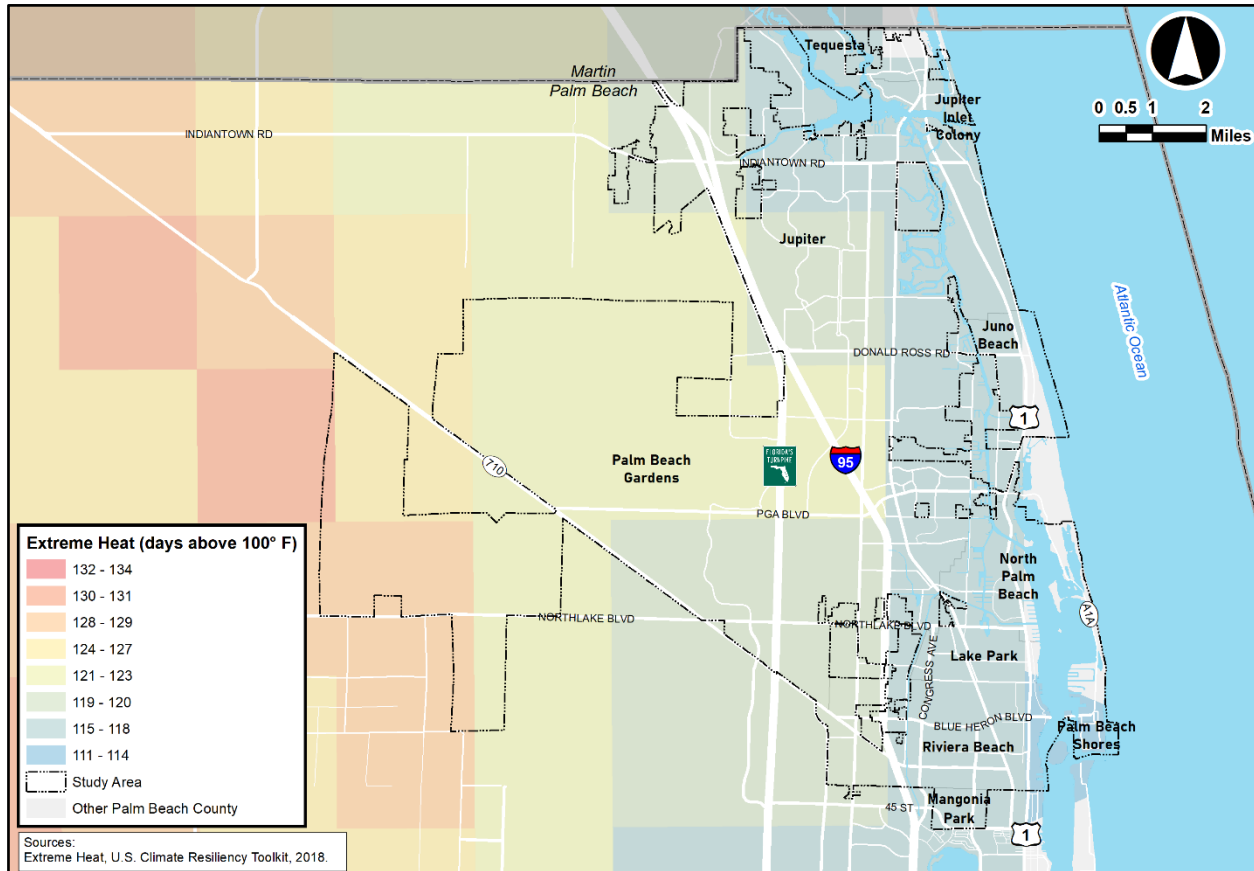 Tequesta
Martin
Palm Beach
0 0.5 1 2
Miles
Jupiter
Inlet
Colony
INDIANTOWN RD
INDIANTOWN RD
Jupiter
Atlantic Ocean
Juno
Beach
DONALD ROSS RD
1
710
Palm Beach
Gardens
FLORIDA'S
TURNPIKE
95
PGA BLVD
North
Palm
Beach
A1A
NORTHLAKE BLVD
NORTHLAKE BLVD
Lake Park
CONGRESS AVE
BLUE HERON BLVD
Palm Beach
Shores
Riviera Beach
45 ST
Mangonia
Park
1
Extreme Heat (days above 100° F)
132 - 134
130 - 131
128 - 129
124 - 127
121 - 123
119 - 120
115 - 118
111 - 114
Study Area
Other Palm Beach County
Sources:
Extreme Heat, U.S. Climate Resiliency Toolkit, 2018.